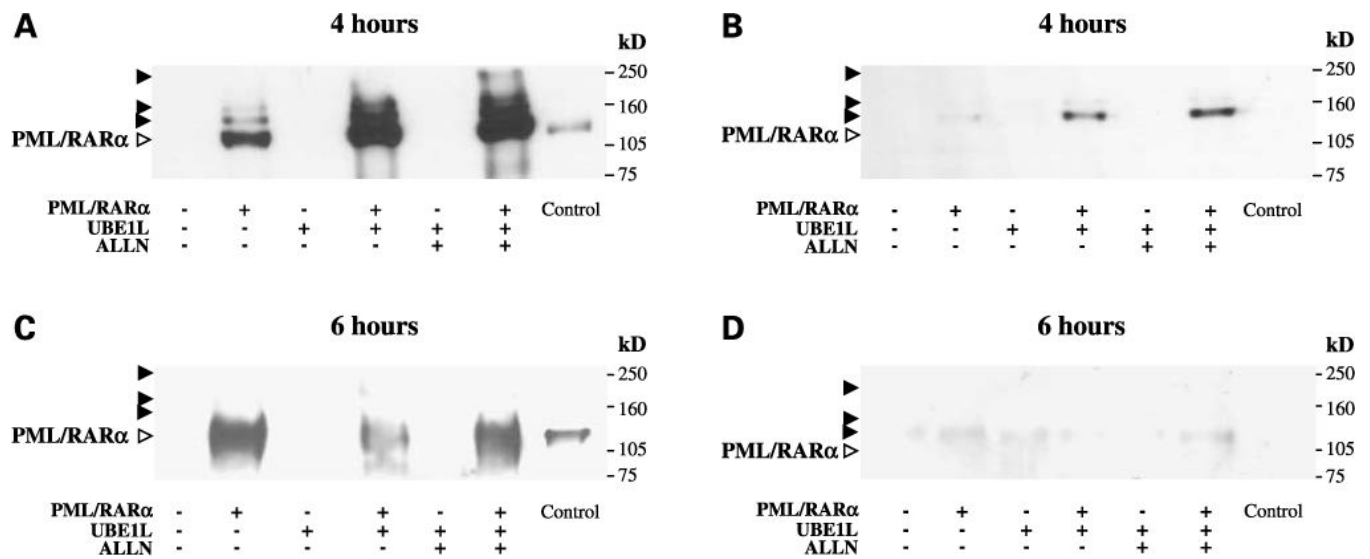 A 4 hours
kD
250
160
PML/RARα
105
75
PML/RARα - + - + - + Control
UBE1L - - + + + +
ALLN - - - - + +
B 4 hours
kD
250
160
PML/RARα
105
75
PML/RARα - + - + - + Control
UBE1L - - + + + +
ALLN - - - - + +
C 6 hours
kD
250
160
PML/RARα
105
75
PML/RARα - + - + - + Control
UBE1L - - + + + +
ALLN - - - - + +
D 6 hours
kD
250
160
PML/RARα
105
75
PML/RARα - + - + - + Control
UBE1L - - + + + +
ALLN - - - - + +